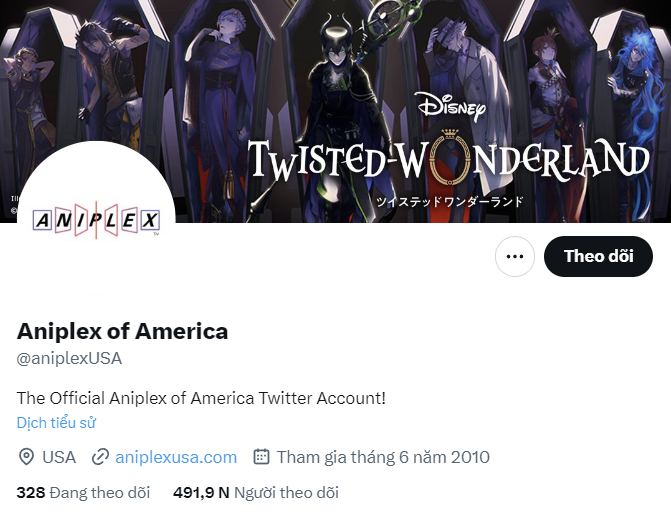 Disney
TWISTED-WONDERLAND
ツイステッドワンダーランド
©
ANIPLEX
TM
Theo dõi
Aniplex of America
@aniplexUSA
The Official Aniplex of America Twitter Account!
Dịch tiểu sử
USA aniplexusa.com Tham gia tháng 6 năm 2010
328 Đang theo dõi 491,9 N Người theo dõi